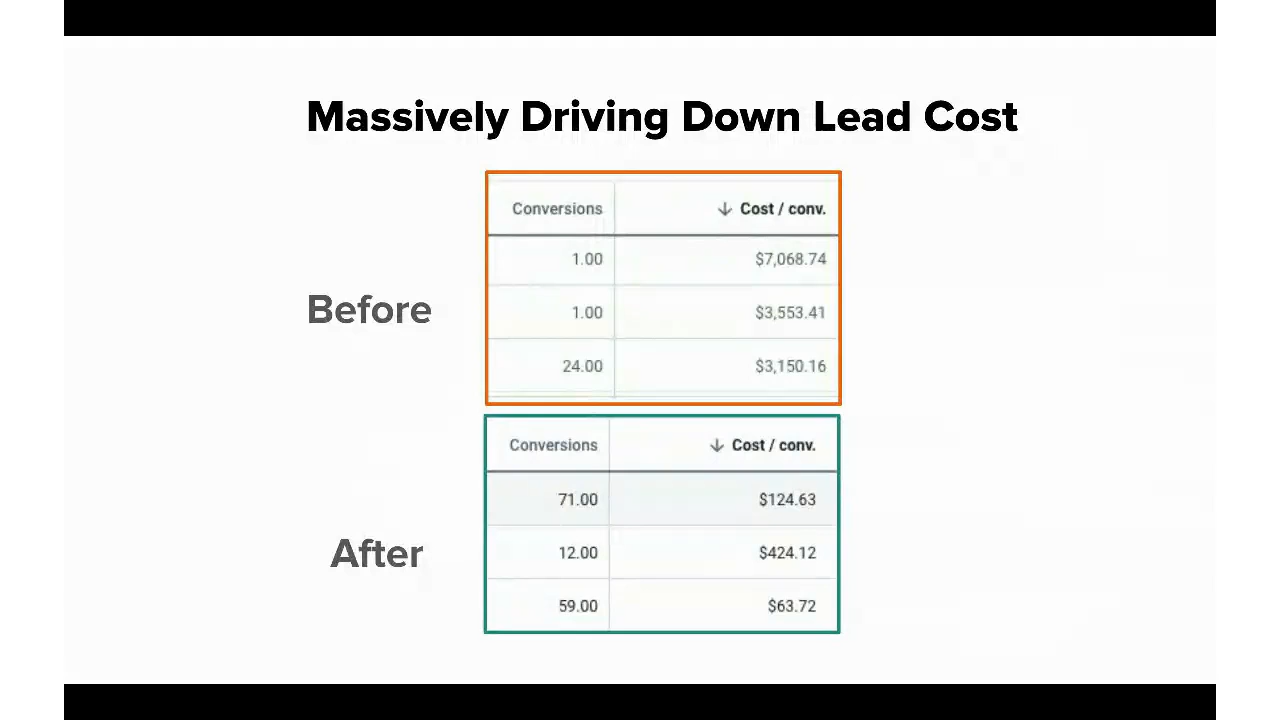 Massively Driving Down Lead Cost
Conversions ↓ Cost / conv.
1.00 $7,068.74
Before
1.00 $3,553.41
24.00 $3,150.16
Conversions ↓ Cost / conv.
71.00 $124.63
After
12.00 $424.12
59.00 $63.72